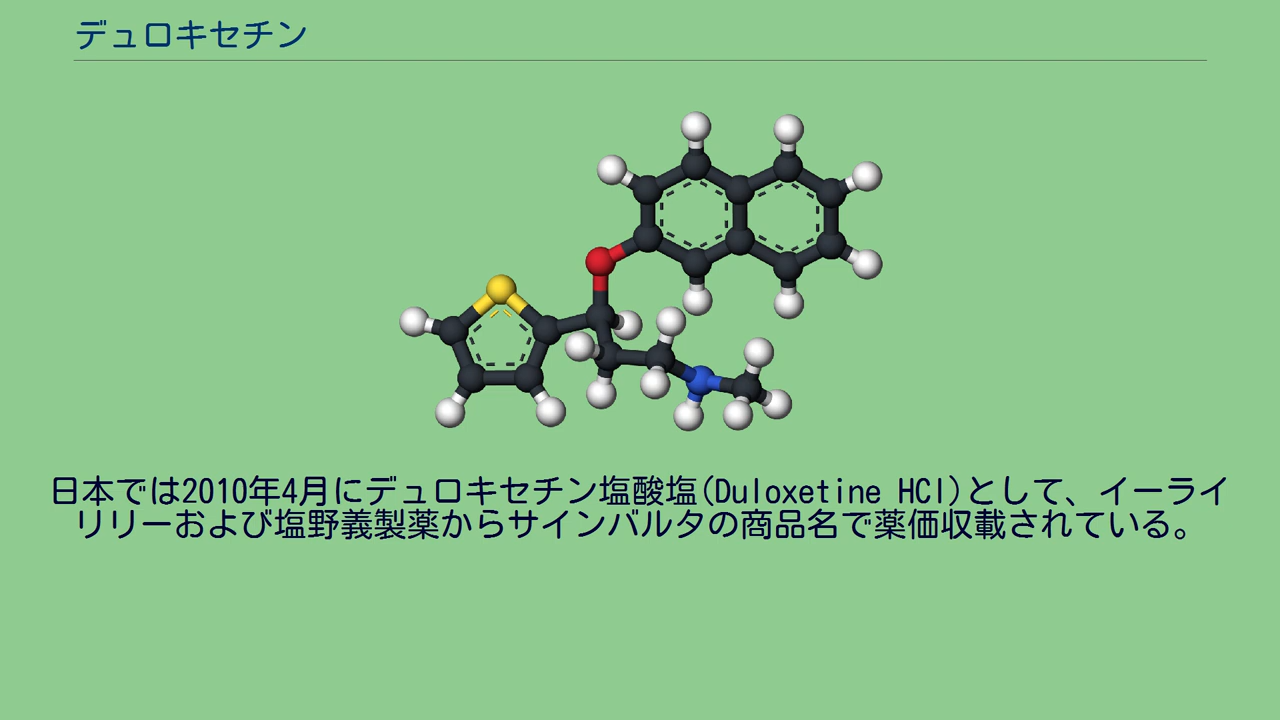 デュロキセチン
日本では2010年4月にデュロキセチン塩酸塩(Duloxetine HCl)として、イーライ
リリーおよび塩野義製薬からサインバルタの商品名で薬価収載されている。